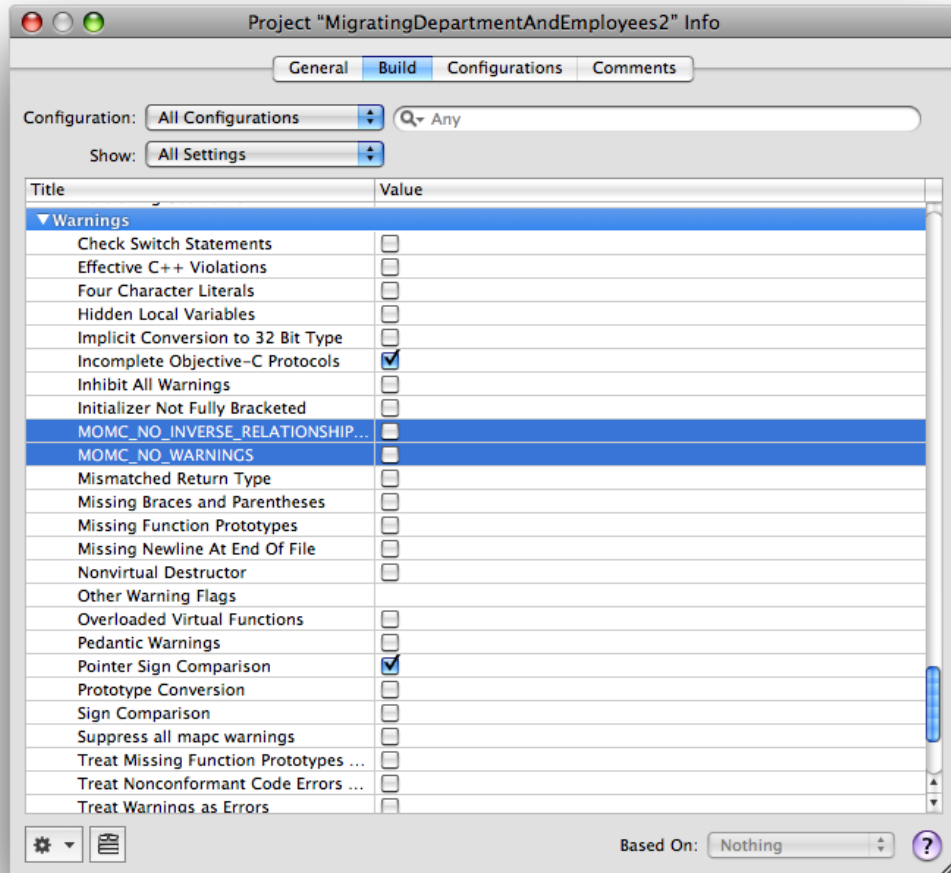 Project “MigratingDepartmentAndEmployees2” Info
General Build Configurations Comments
Configuration: All Configurations Any
Show: All Settings
Title Value
Warnings
Check Switch Statements
Effective C++ Violations
Four Character Literals
Hidden Local Variables
Implicit Conversion to 32 Bit Type
Incomplete Objective-C Protocols
Inhibit All Warnings
Initializer Not Fully Bracketed
MOMC_NO_INVERSE_RELATIONSHIP...
MOMC_NO_WARNINGS
Mismatched Return Type
Missing Braces and Parentheses
Missing Function Prototypes
Missing Newline At End Of File
Nonvirtual Destructor
Other Warning Flags
Overloaded Virtual Functions
Pedantic Warnings
Pointer Sign Comparison
Prototype Conversion
Sign Comparison
Suppress all mapc warnings
Treat Missing Function Prototypes ...
Treat Nonconformant Code Errors ...
Treat Warnings as Errors
Based On: Nothing ?